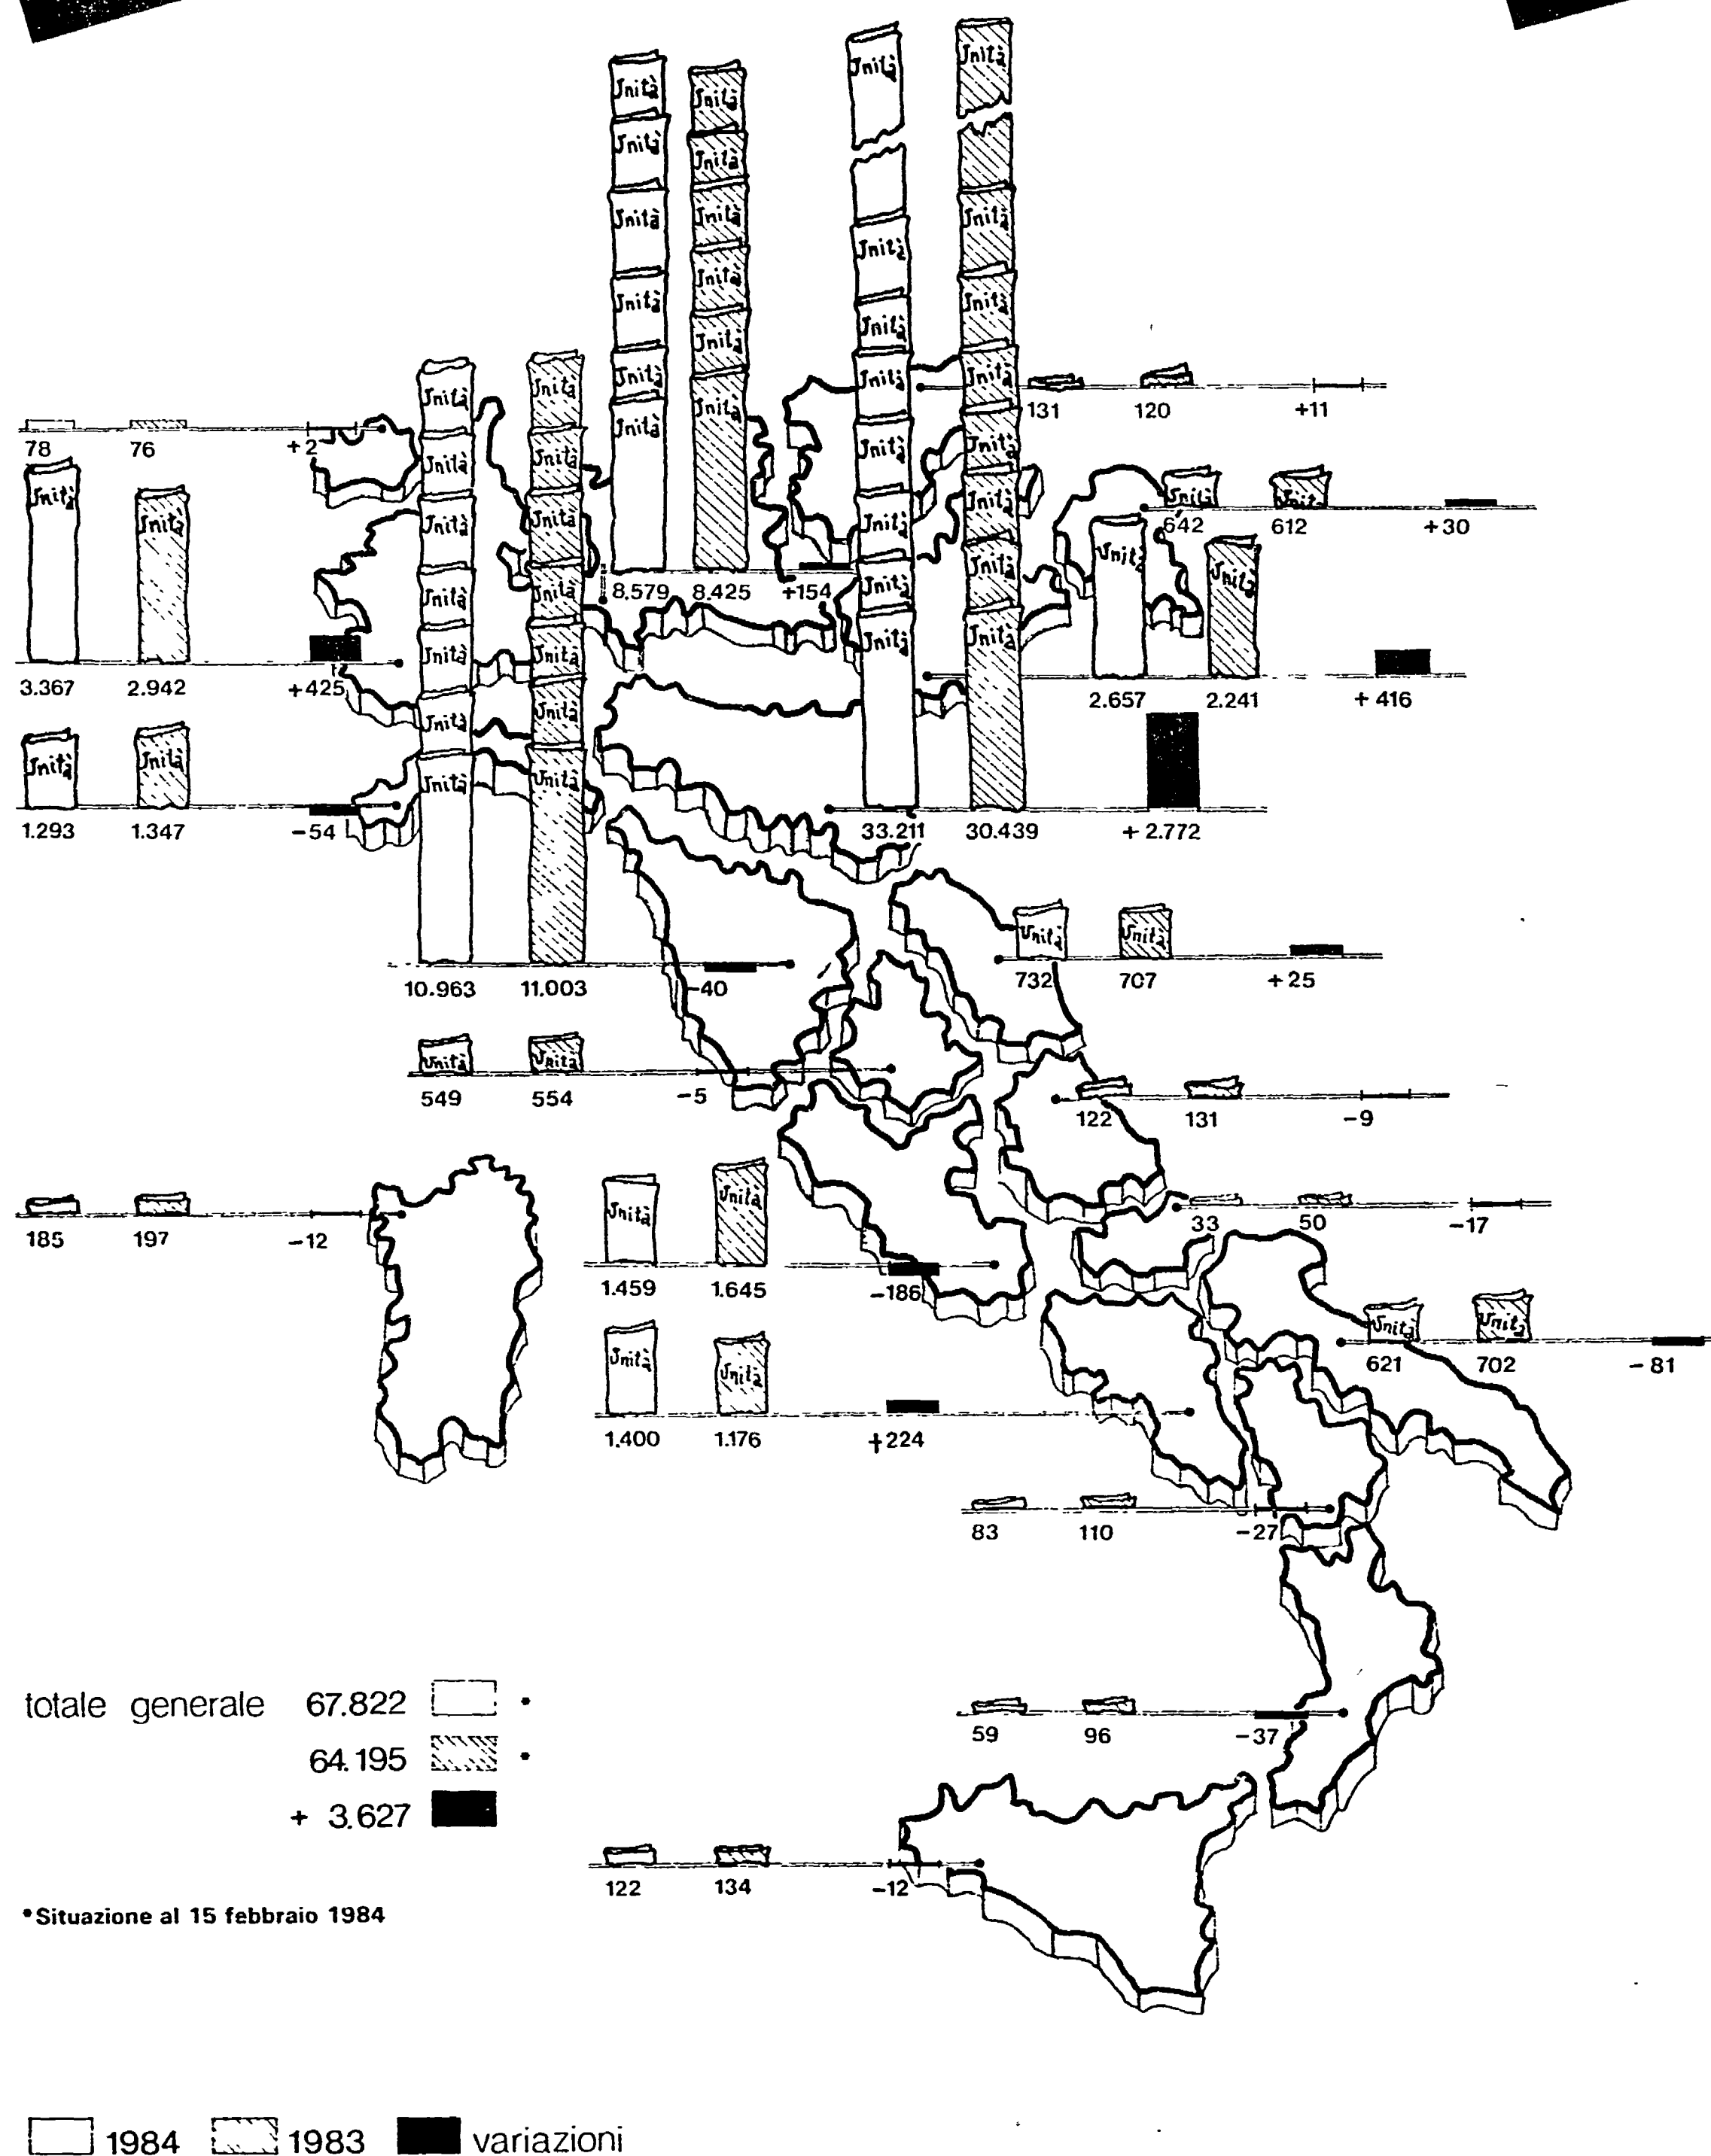 131 120 +11
78 76 +2
642 612 +30
8.579 8.425 +154
3.367 2.942 +425
2.657 2.241 +416
1.293 1.347 -54
33.211 30.439 +2.772
10.963 11.003 -40
732 707 +25
549 554 -5
122 131 -9
185 197 -12
33 50 -17
1.459 1.645 -186
621 702 -81
1.400 1.176 +224
83 110 -27
totale generale 67.822 *
64.195 *
+ 3.627
59 96 -37
122 134 -12
*Situazione al 15 febbraio 1984
1984 1983 variazioni